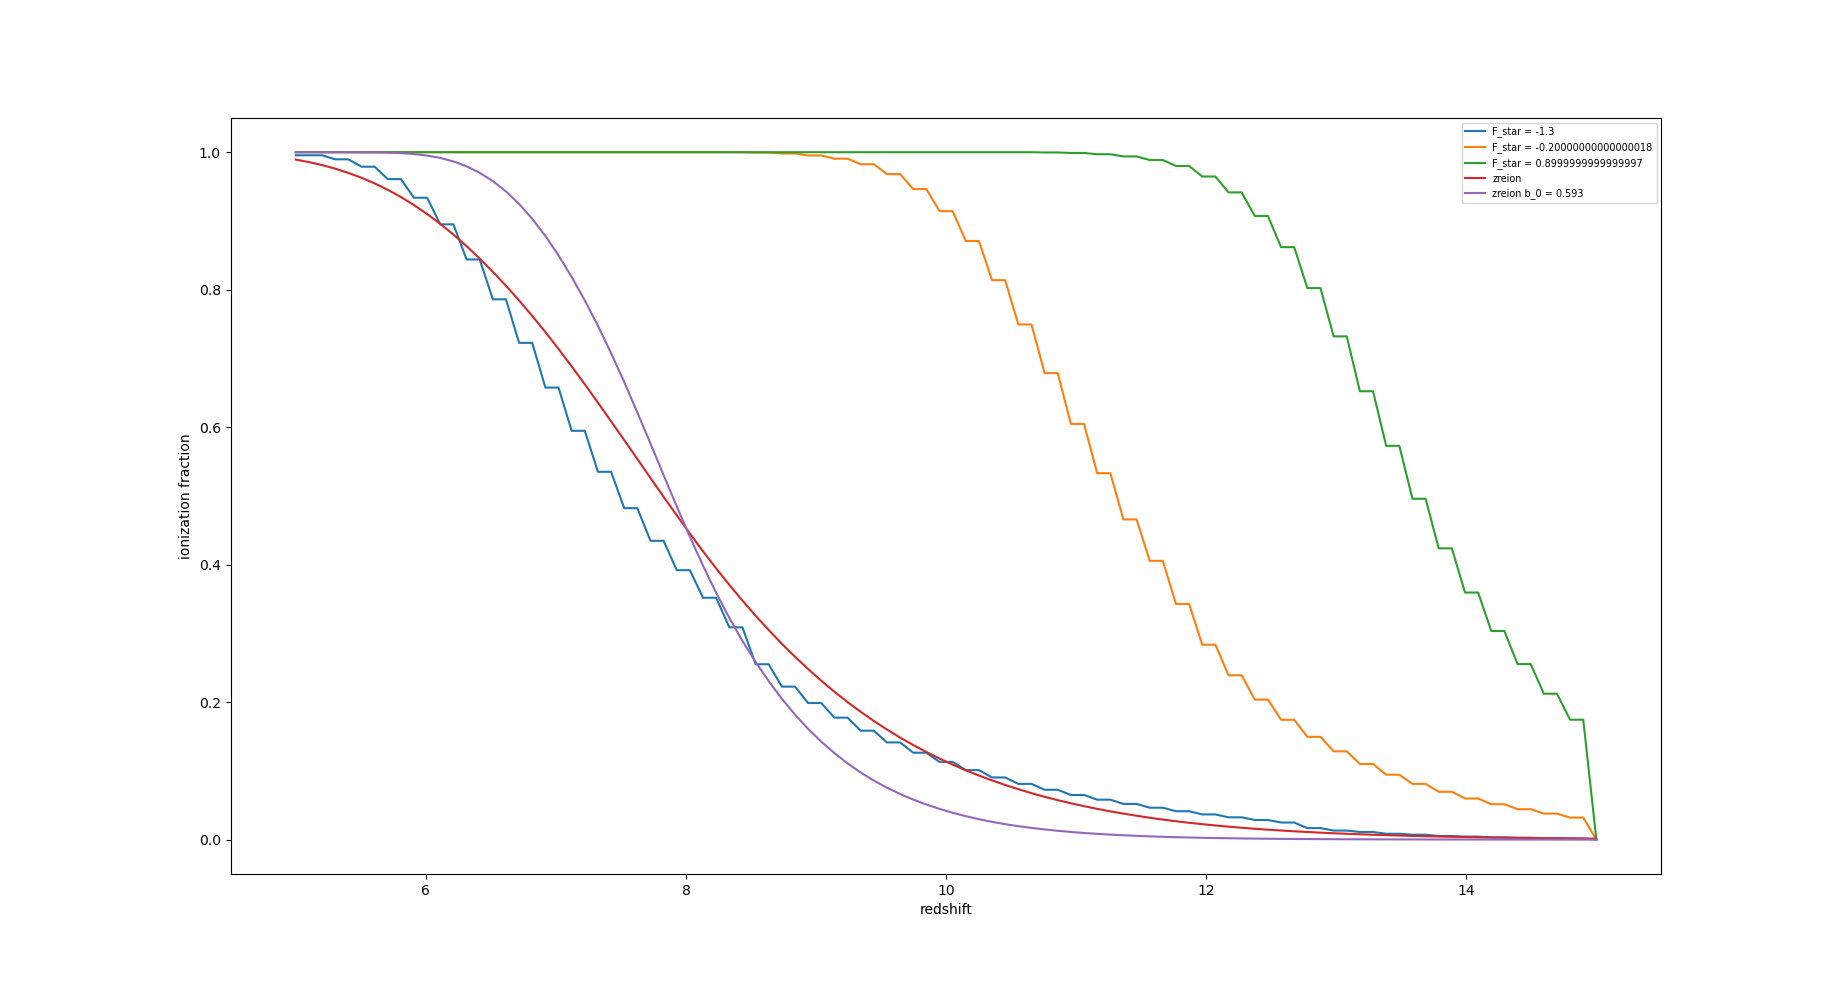 F_star = -1.3
F_star = -0.20000000000000018
F_star = 0.8999999999999997
zreion
zreion b_0 = 0.593
1.0
0.8
0.6
0.4
0.2
0.0
ionization fraction
6
8
10
12
14
redshift